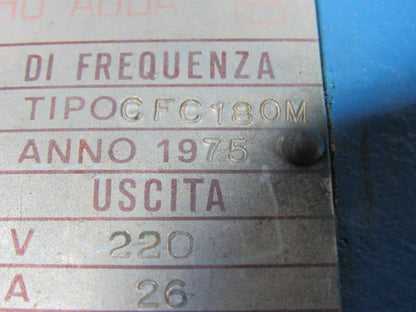 DI FREQUENZA
TIPO CFC180M
ANNO 1975
USCITA
V 220
A 26